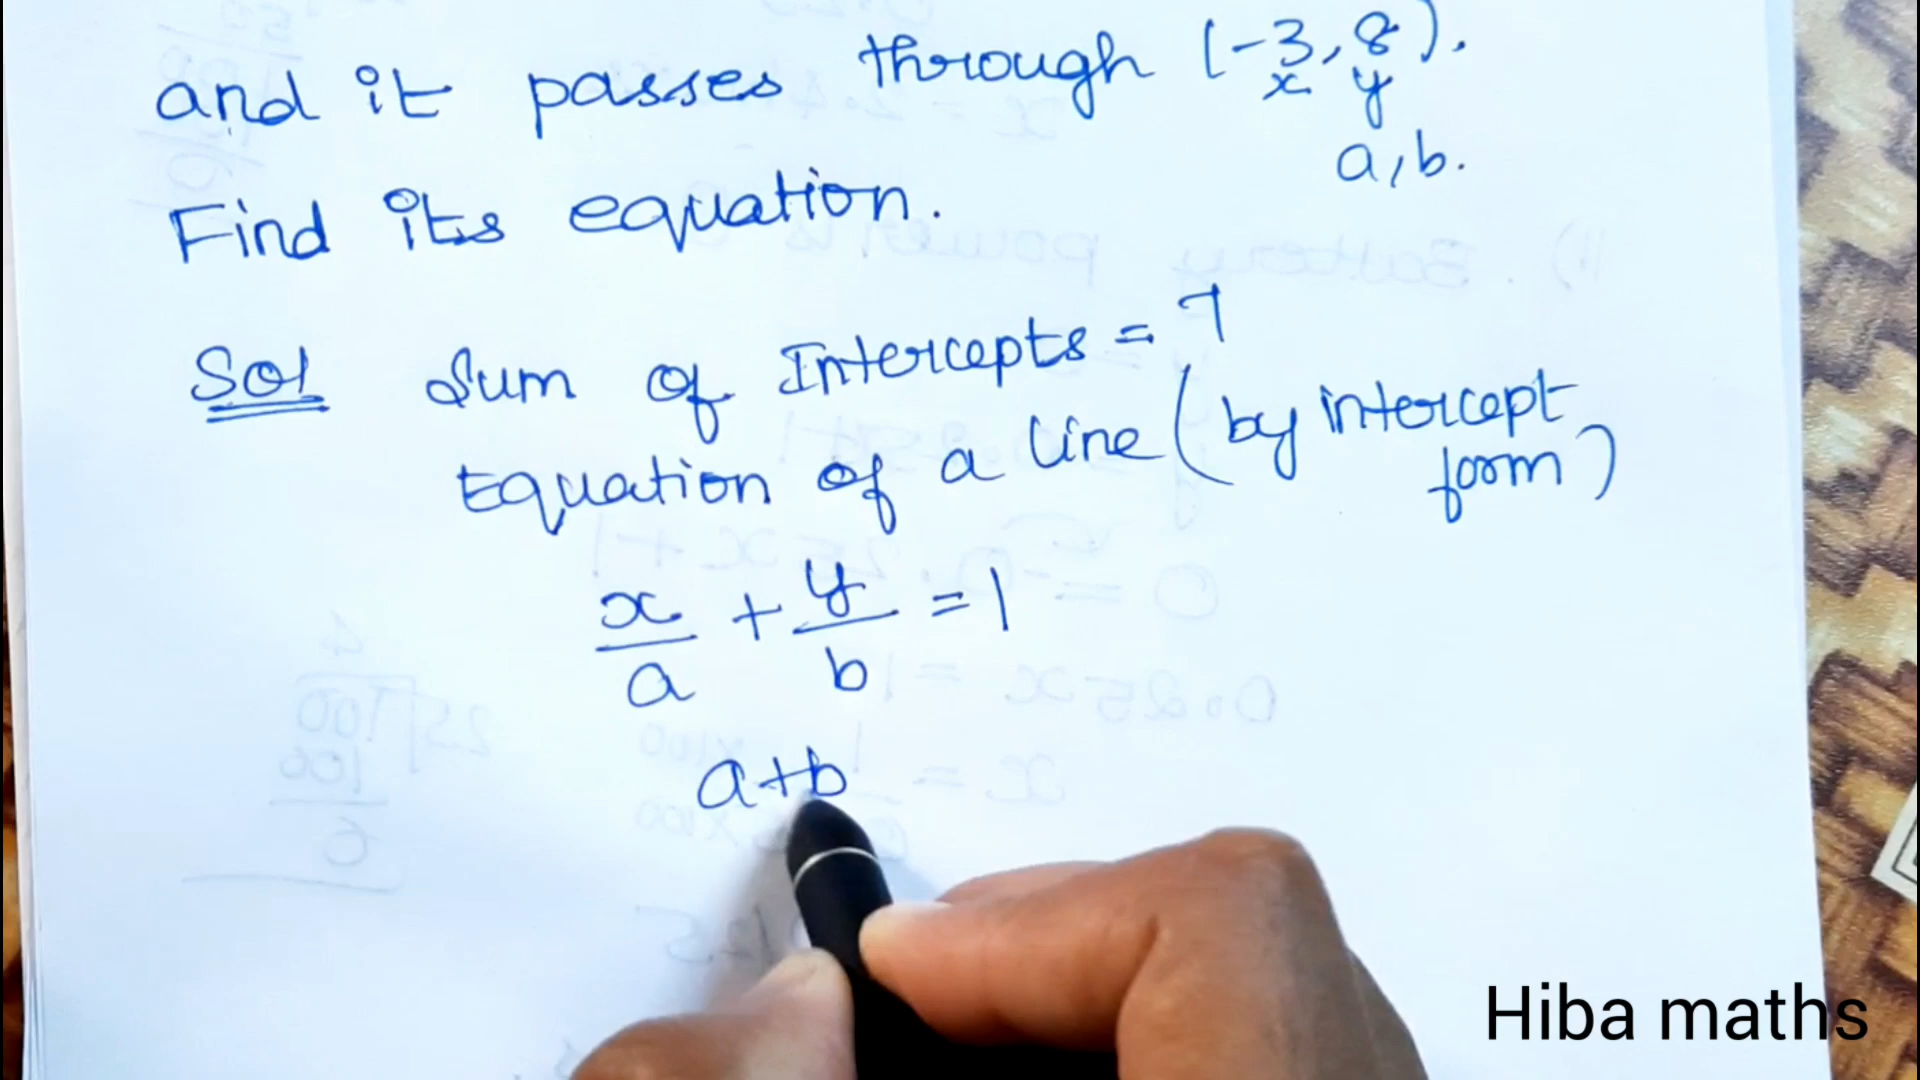 and it passes through (-3, 8).
x y
a, b.
Find its equation.
Sol Sum of Intercepts = 7
Equation of a line (by intercept form)
x/a + y/b = 1
a+b
Hiba maths